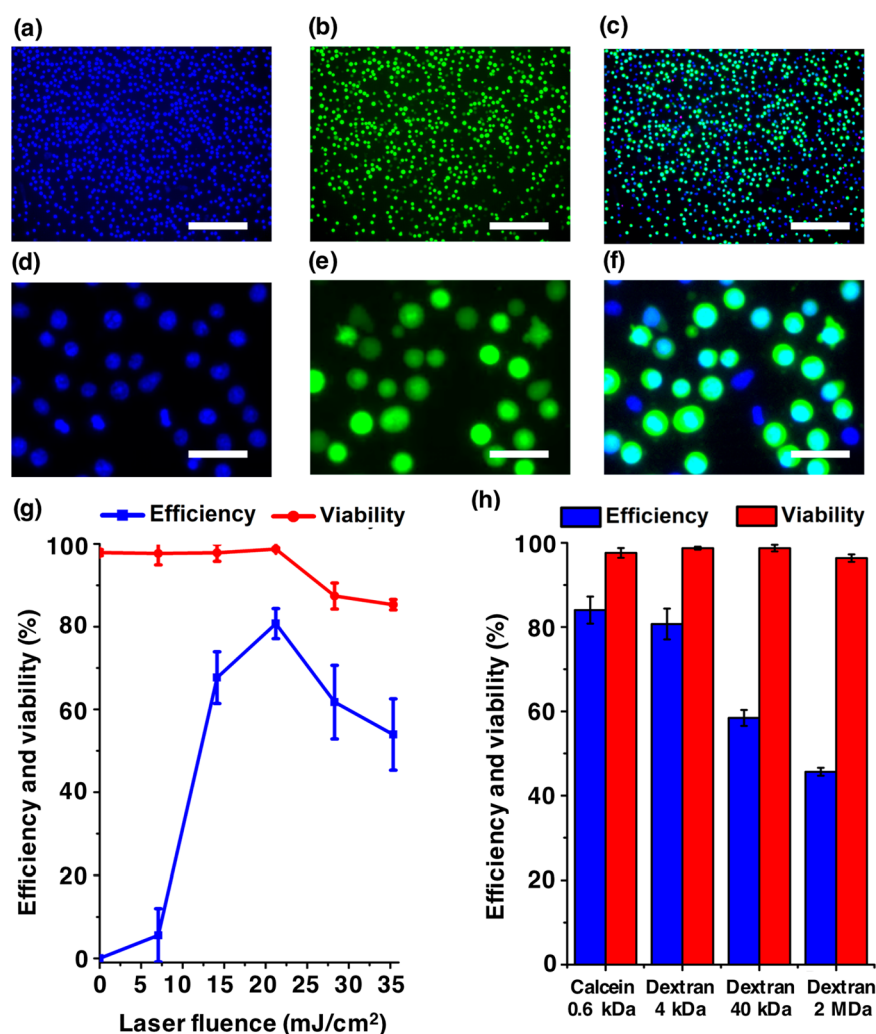 (a)
(b)
(c)
(d)
(e)
(f)
(g)
Efficiency
Viability
Efficiency and viability (%)
100
80
60
40
20
0
0 5 10 15 20 25 30 35
Laser fluence (mJ/cm²)
(h)
Efficiency
Viability
Efficiency and viability (%)
100
80
60
40
20
0
Calcein Dextran Dextran Dextran
0.6 kDa 4 kDa 40 kDa 2 MDa